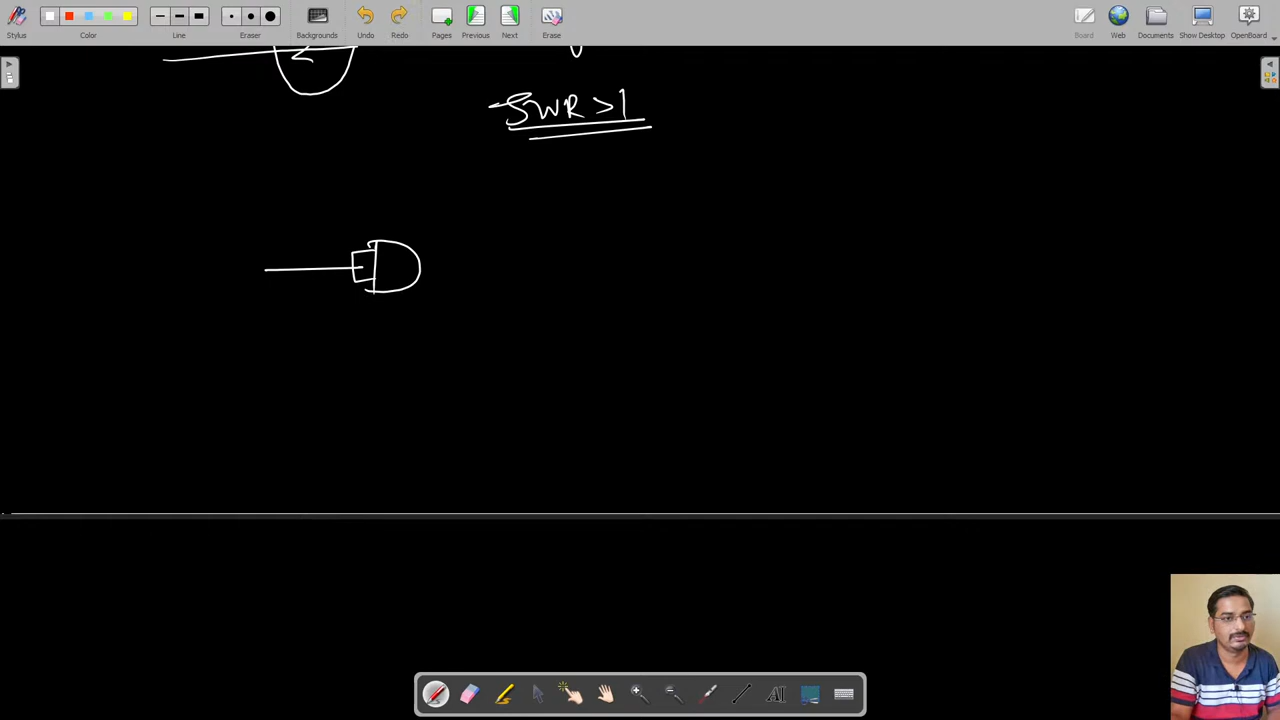 Stylus
Color
Line
Eraser
Backgrounds
Undo
Redo
Pages
Previous
Next
Erase
Board
Web
Documents
Show Desktop
OpenBoard
SWR >1
AI